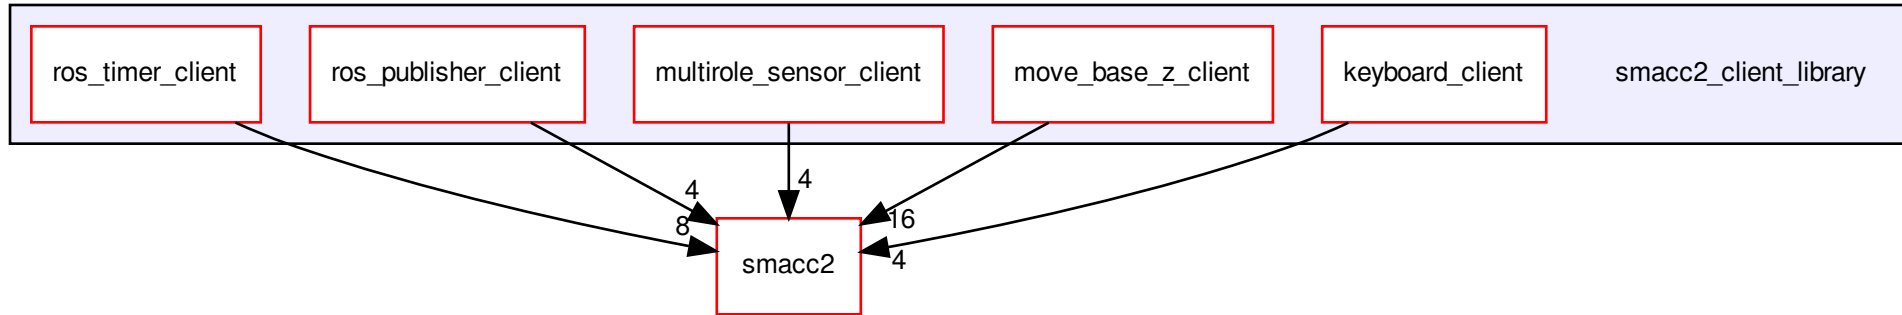 ros_timer_client
ros_publisher_client
multirole_sensor_client
move_base_z_client
keyboard_client
smacc2_client_library
4
4
8
16
4
smacc2